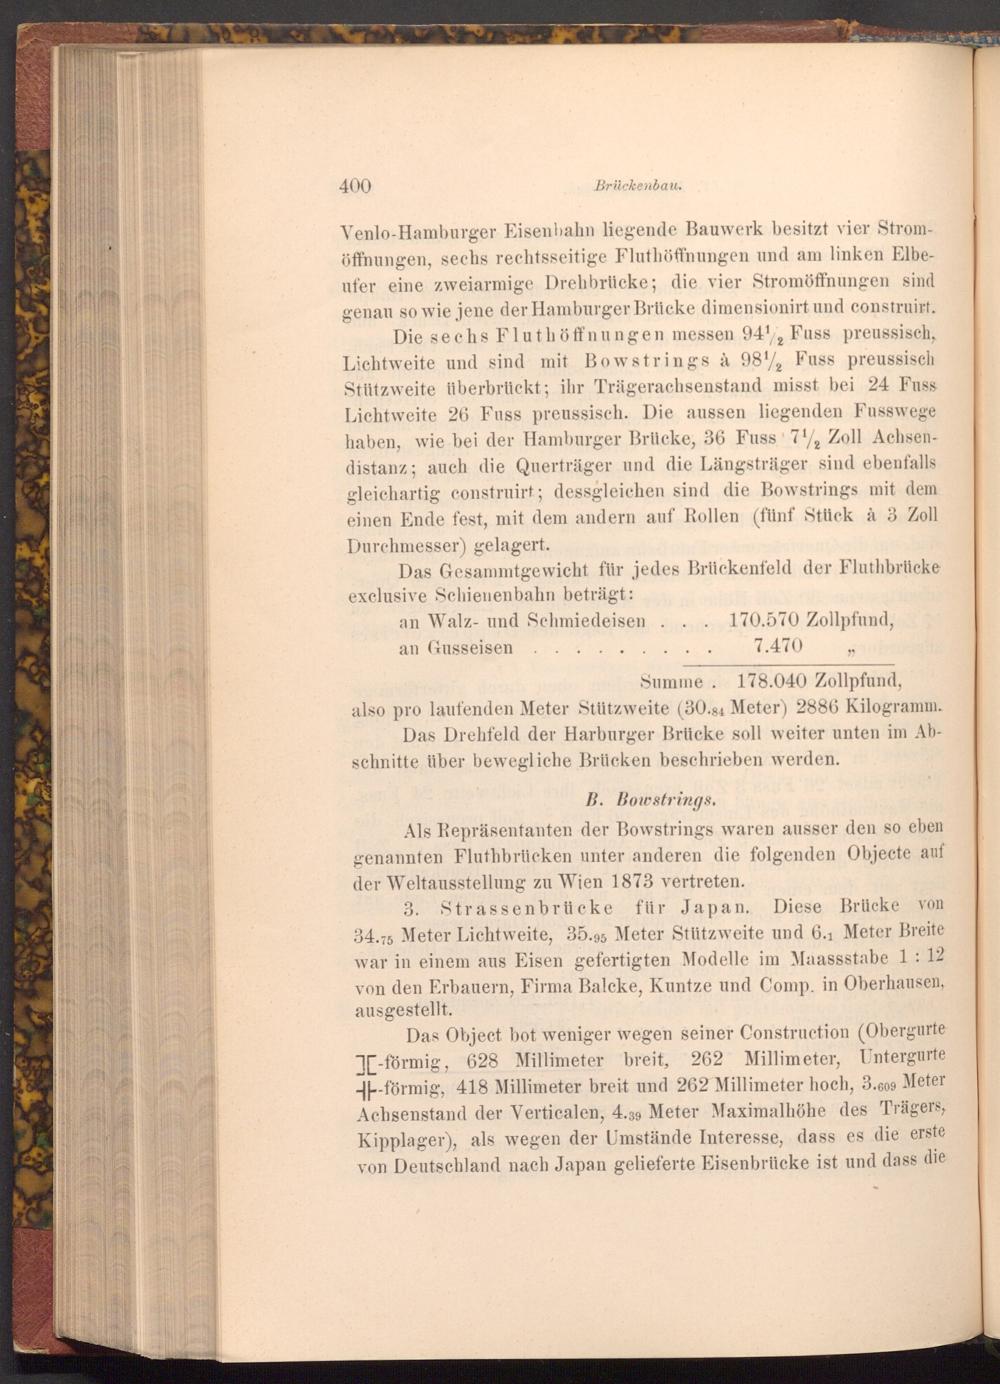 400 Brückenbau.
Venlo-Hamburger Eisenbahn liegende Bauwerk besitzt vier Strom-
öffnungen, sechs rechtsseitige Fluthöffnungen und am linken Elbe-
ufer eine zweiarmige Drehbrücke; die vier Stromöffnungen sind
genau so wie jene der Hamburger Brücke dimensionirt und construirt.
Die sechs Fluthöffnungen messen 94 1/2 Fuss preussisch,
Lichtweite und sind mit Bowstrings à 98 1/2 Fuss preussisch
Stützweite überbrückt; ihr Trägerachsenstand misst bei 24 Fuss
Lichtweite 26 Fuss preussisch. Die aussen liegenden Fusswege
haben, wie bei der Hamburger Brücke, 36 Fuss 7 1/2 Zoll Achsen-
distanz; auch die Querträger und die Längsträger sind ebenfalls
gleichartig construirt; dessgleichen sind die Bowstrings mit dem
einen Ende fest, mit dem andern auf Rollen (fünf Stück à 3 Zoll
Durchmesser) gelagert.
Das Gesammtgewicht für jedes Brückenfeld der Fluthbrücke
exclusive Schienenbahn beträgt:
an Walz- und Schmiedeisen . . . 170.570 Zollpfund,
an Gusseisen . . . . . . . . . 7.470 „
Summe . 178.040 Zollpfund,
also pro laufenden Meter Stützweite (30.84 Meter) 2886 Kilogramm.
Das Drehfeld der Harburger Brücke soll weiter unten im Ab-
schnitte über bewegliche Brücken beschrieben werden.
B. Bowstrings.
Als Repräsentanten der Bowstrings waren ausser den so eben
genannten Fluthbrücken unter anderen die folgenden Objecte auf
der Weltausstellung zu Wien 1873 vertreten.
3. Strassenbrücke für Japan. Diese Brücke von
34.75 Meter Lichtweite, 35.95 Meter Stützweite und 6.1 Meter Breite
war in einem aus Eisen gefertigten Modelle im Maassstabe 1 : 12
von den Erbauern, Firma Balcke, Kuntze und Comp. in Oberhausen,
ausgestellt.
Das Object bot weniger wegen seiner Construction (Obergurte
][-förmig, 628 Millimeter breit, 262 Millimeter, Untergurte
⫞⊦-förmig, 418 Millimeter breit und 262 Millimeter hoch, 3.609 Meter
Achsenstand der Verticalen, 4.39 Meter Maximalhöhe des Trägers,
Kipplager), als wegen der Umstände Interesse, dass es die erste
von Deutschland nach Japan gelieferte Eisenbrücke ist und dass die